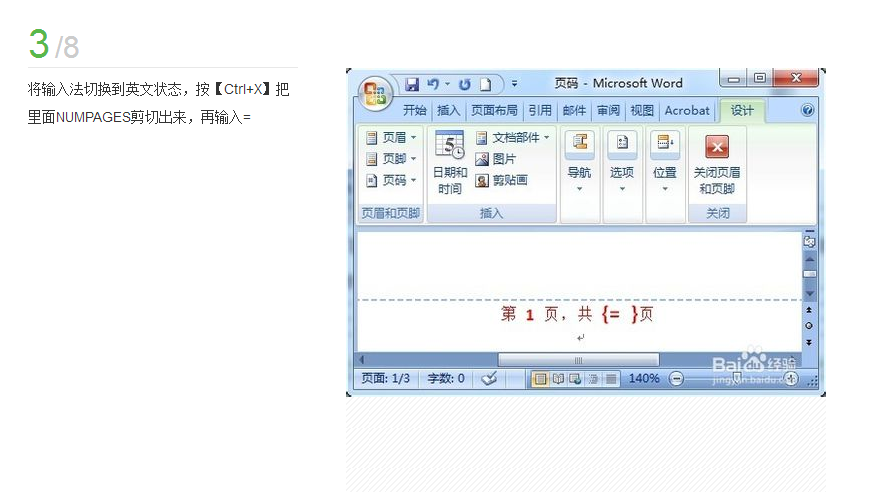 3/8
将输入法切换到英文状态，按【Ctrl+X】把
里面NUMPAGES剪切出来，再输入=
页码 - Microsoft Word
开始 插入 页面布局 引用 邮件 审阅 视图 Acrobat 设计
页眉
页脚
页码
页眉和页脚
5
日期和
时间
文档部件
图片
剪贴画
插入
导航
选项
位置
关闭页眉
和页脚
关闭
第 1 页，共 {= }页
页面: 1/3 字数: 0 140%
Baidu 经验
jingyan.baidu.co